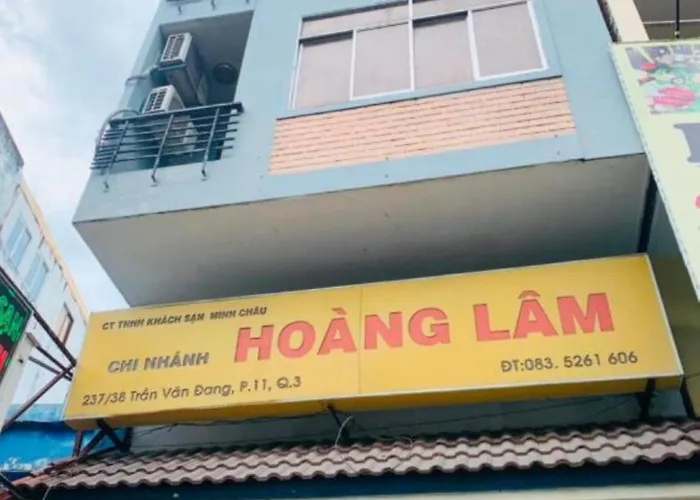 CT TNHH KHÁCH SẠN MINH CHÂU
CHI NHÁNH HOÀNG LÂM
237/38 Trần Văn Đang, P.11, Q.3
ĐT:083. 5261 606